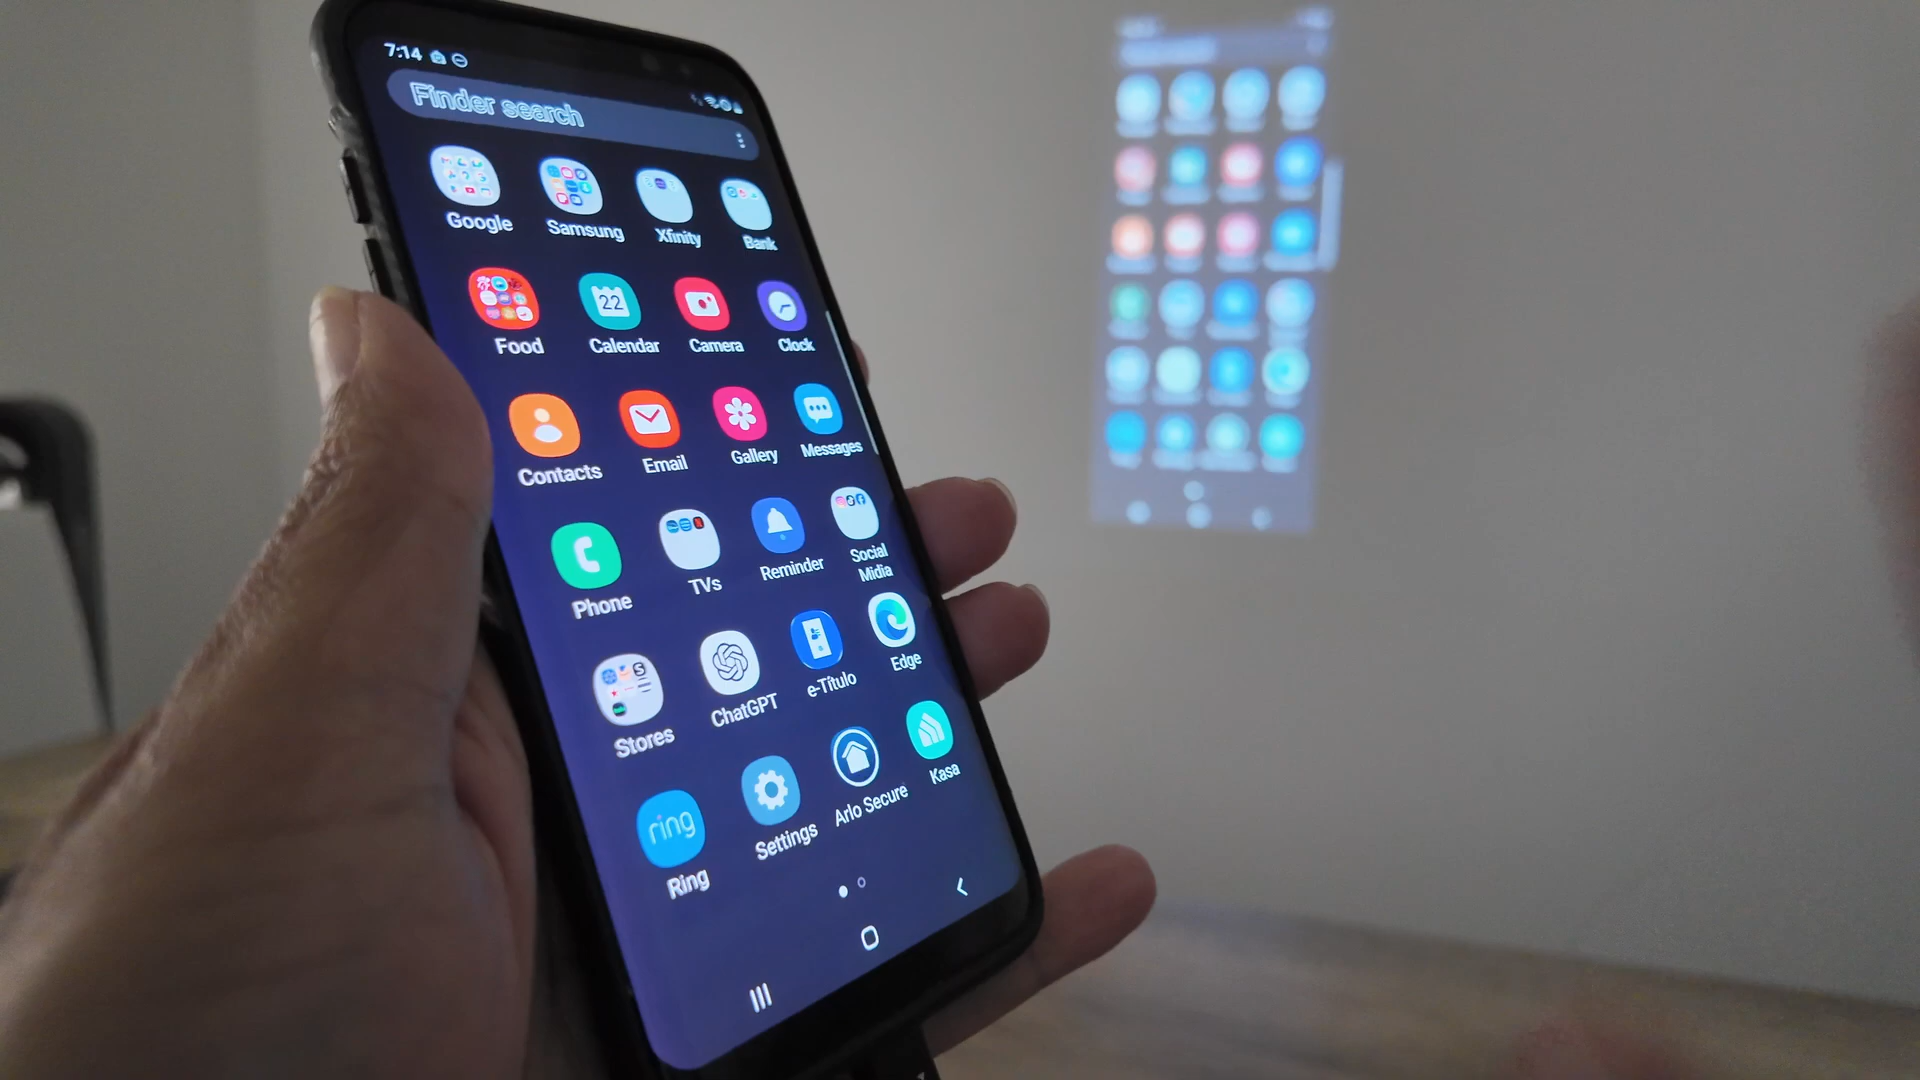 7:14
Finder search
Google Samsung Xfinity Bank
Food Calendar Camera Clock
22
Contacts Email Gallery Messages
Phone TVs Reminder Social Midia
Stores ChatGPT e-Título Edge
S
ring
Ring Settings Arlo Secure Kasa